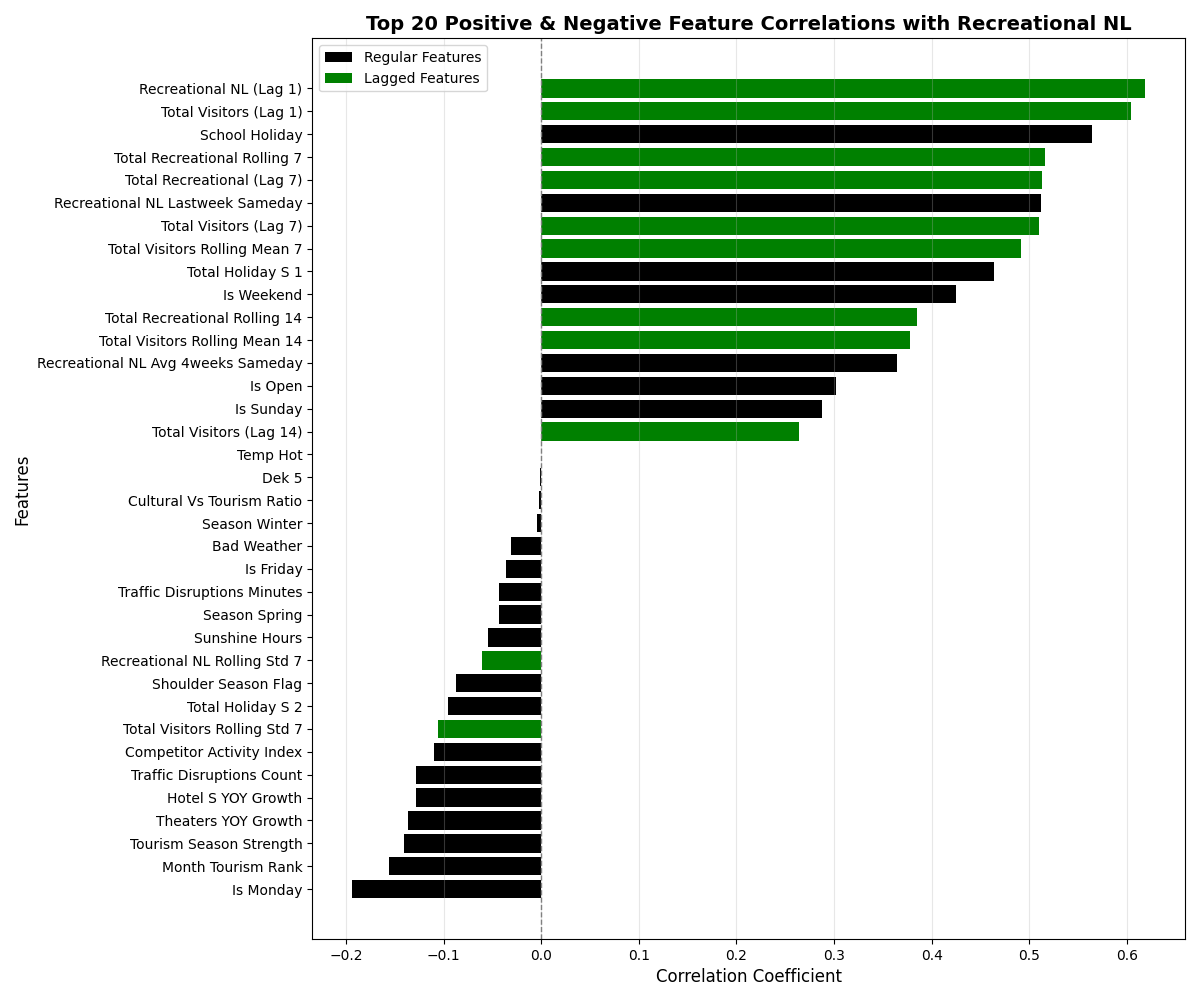 Top 20 Positive & Negative Feature Correlations with Recreational NL
Regular Features
Lagged Features
Features
Recreational NL (Lag 1)
Total Visitors (Lag 1)
School Holiday
Total Recreational Rolling 7
Total Recreational (Lag 7)
Recreational NL Lastweek Sameday
Total Visitors (Lag 7)
Total Visitors Rolling Mean 7
Total Holiday S 1
Is Weekend
Total Recreational Rolling 14
Total Visitors Rolling Mean 14
Recreational NL Avg 4weeks Sameday
Is Open
Is Sunday
Total Visitors (Lag 14)
Temp Hot
Dek 5
Cultural Vs Tourism Ratio
Season Winter
Bad Weather
Is Friday
Traffic Disruptions Minutes
Season Spring
Sunshine Hours
Recreational NL Rolling Std 7
Shoulder Season Flag
Total Holiday S 2
Total Visitors Rolling Std 7
Competitor Activity Index
Traffic Disruptions Count
Hotel S YOY Growth
Theaters YOY Growth
Tourism Season Strength
Month Tourism Rank
Is Monday
−0.2 −0.1 0.0 0.1 0.2 0.3 0.4 0.5 0.6
Correlation Coefficient